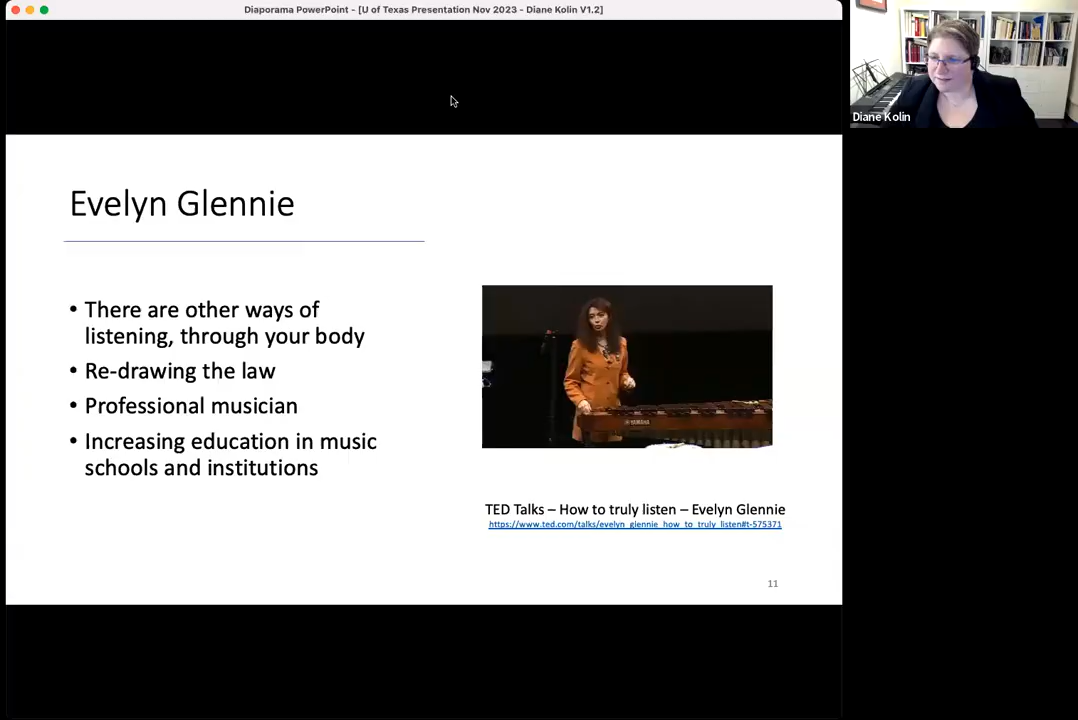 Diaporama PowerPoint - [U of Texas Presentation Nov 2023 - Diane Kolin V1.2]
Diane Kolin
Evelyn Glennie
• There are other ways of
listening, through your body
• Re-drawing the law
• Professional musician
• Increasing education in music
schools and institutions
YAMAHA
TED Talks – How to truly listen – Evelyn Glennie
https://www.ted.com/talks/evelyn_glennie_how_to_truly_listen#t-575371
11